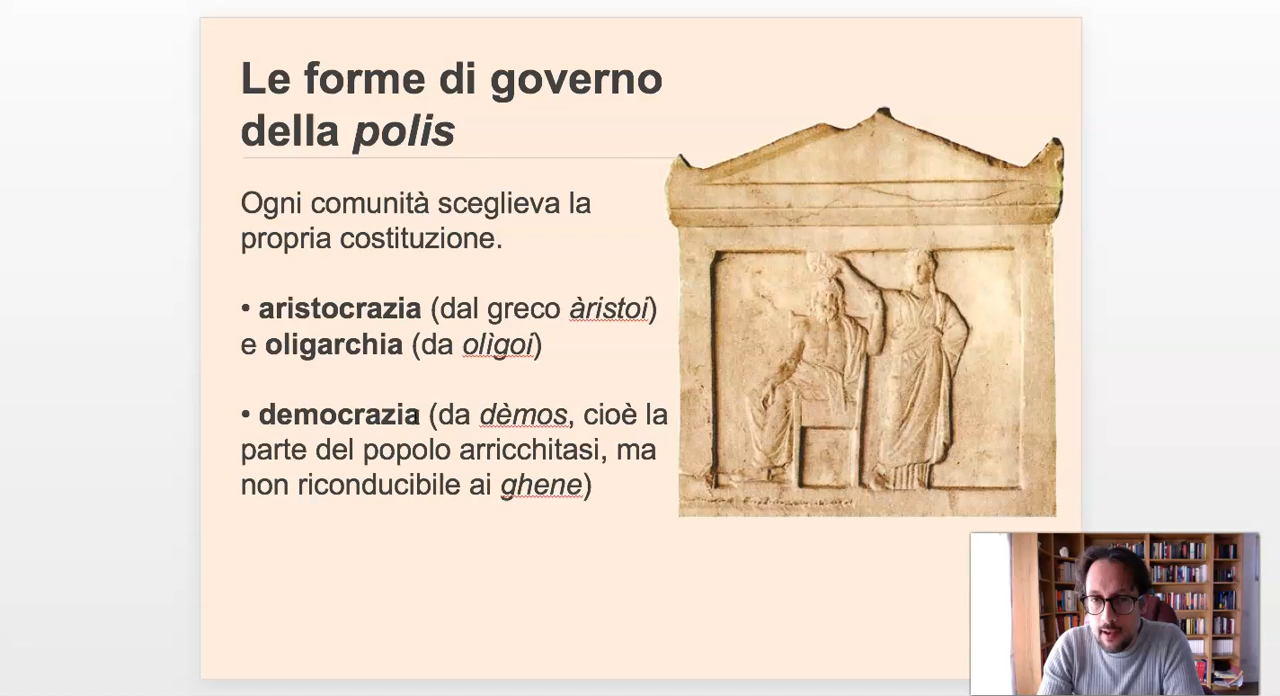 Le forme di governo
della polis
Ogni comunità sceglieva la
propria costituzione.
• aristocrazia (dal greco àristoi)
e oligarchia (da olìgoi)
• democrazia (da dèmos, cioè la
parte del popolo arricchitasi, ma
non riconducibile ai ghene)